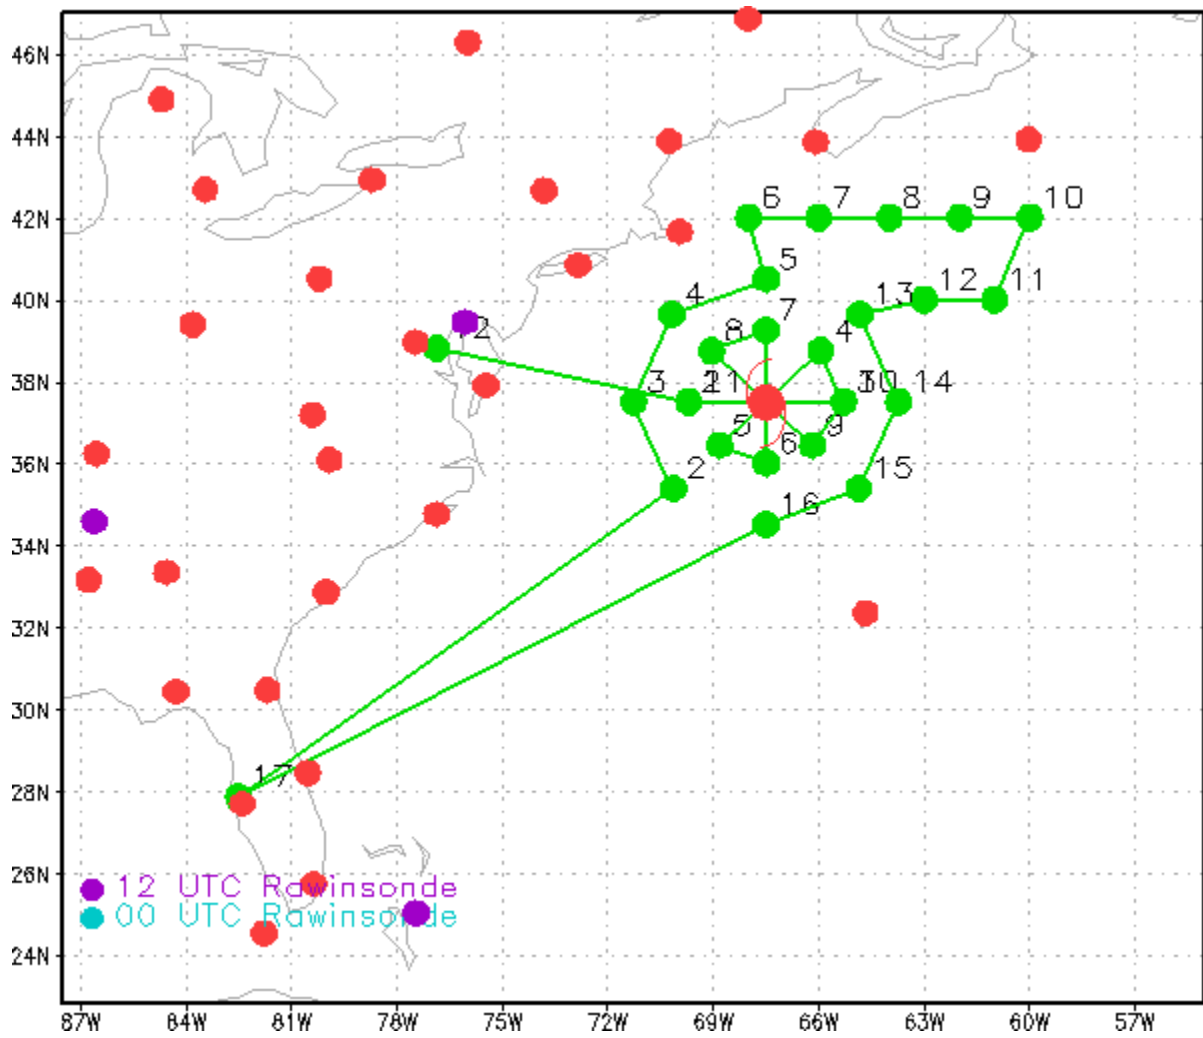 46N
44N
42N
40N
38N
36N
34N
32N
30N
28N
26N
24N
6 7 8 9 10
5
4 13 12 11
7
8 4
3 2 14
5 9
6
2 15
16
17
12 UTC Rawinsonde
00 UTC Rawinsonde
87W 84W 81W 78W 75W 72W 69W 66W 63W 60W 57W